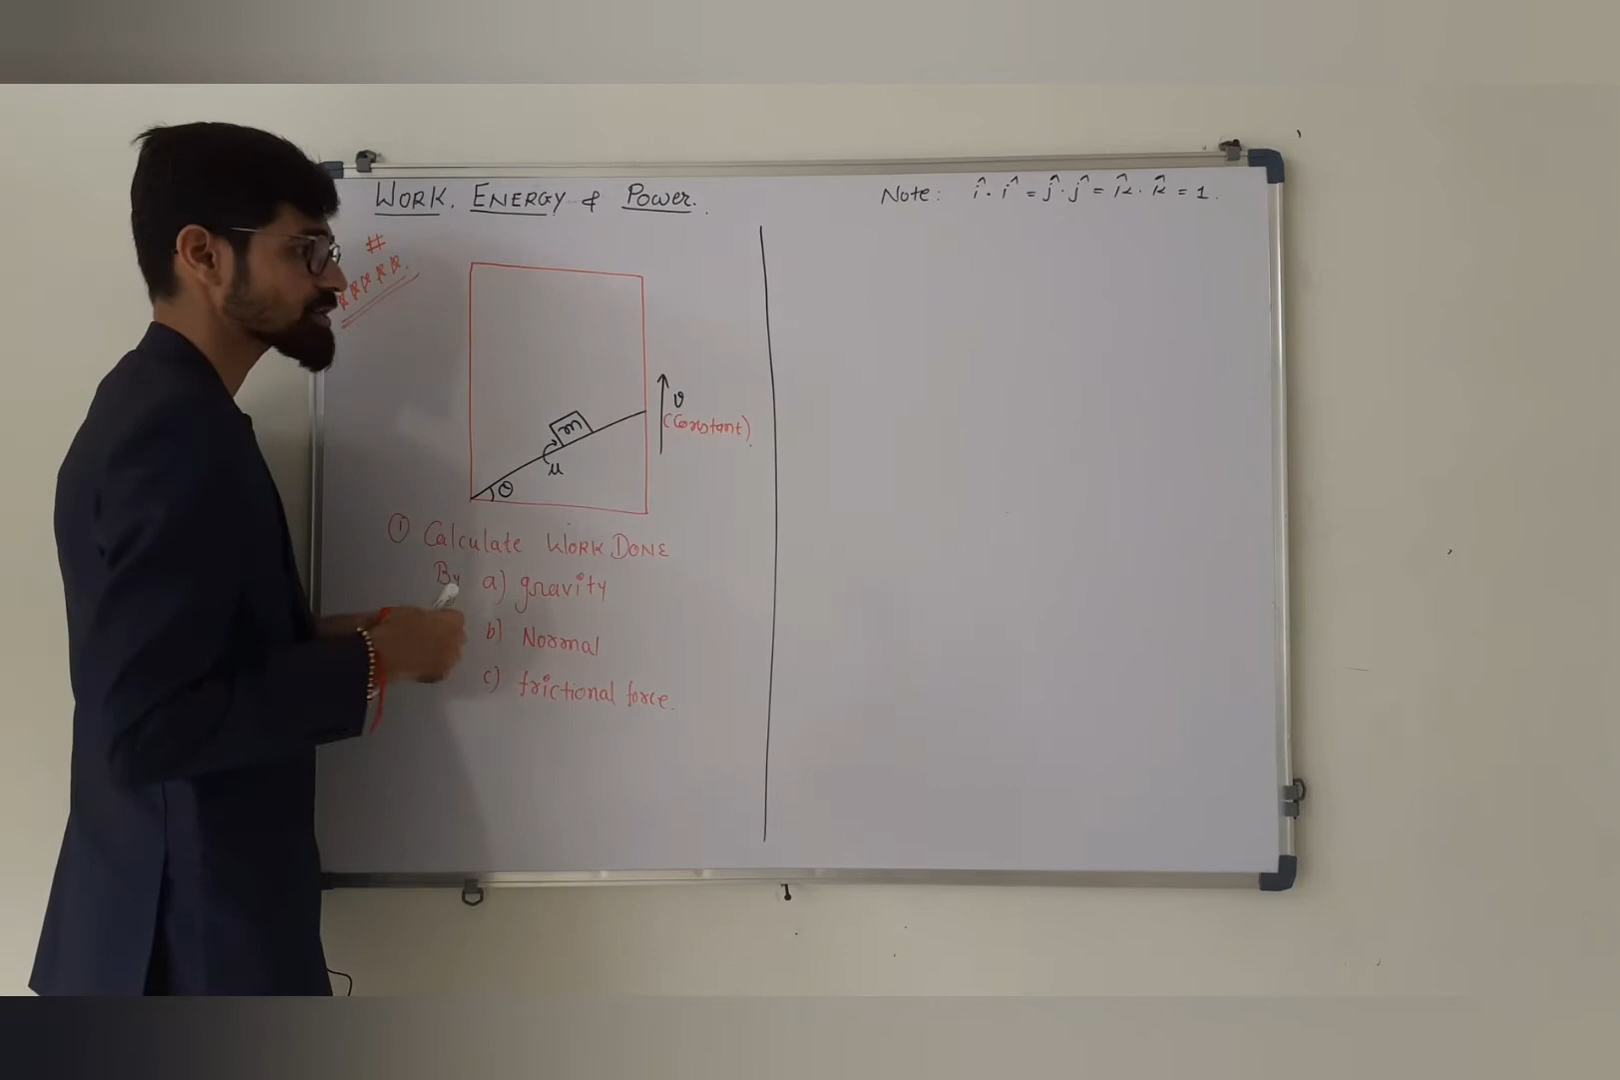 WORK, ENERGY & POWER.
Note: î · î = ĵ · ĵ = k̂ · k̂ = 1.
#
v
(Constant).
m
μ
θ
① Calculate WORK DONE
By a) gravity
b) Normal
c) frictional force.